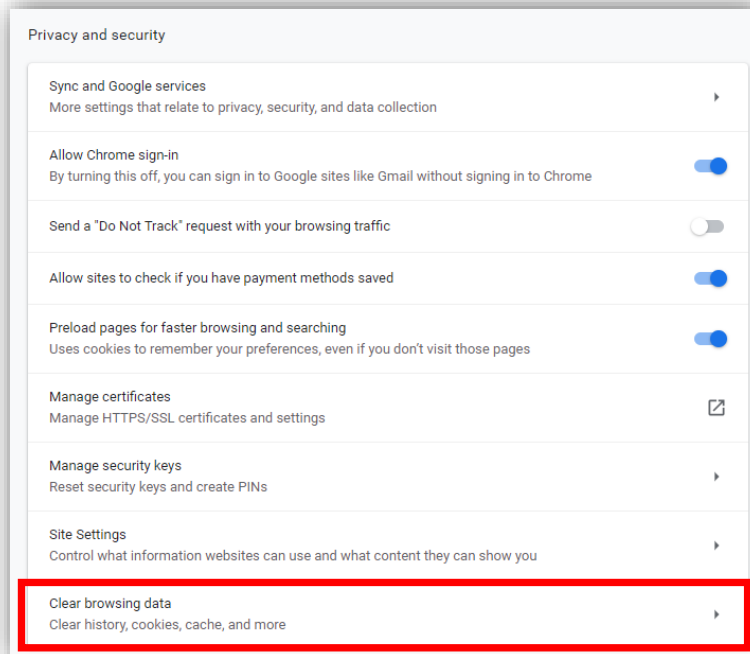 Privacy and security
Sync and Google services
More settings that relate to privacy, security, and data collection
Allow Chrome sign-in
By turning this off, you can sign in to Google sites like Gmail without signing in to Chrome
Send a "Do Not Track" request with your browsing traffic
Allow sites to check if you have payment methods saved
Preload pages for faster browsing and searching
Uses cookies to remember your preferences, even if you don't visit those pages
Manage certificates
Manage HTTPS/SSL certificates and settings
Manage security keys
Reset security keys and create PINs
Site Settings
Control what information websites can use and what content they can show you
Clear browsing data
Clear history, cookies, cache, and more